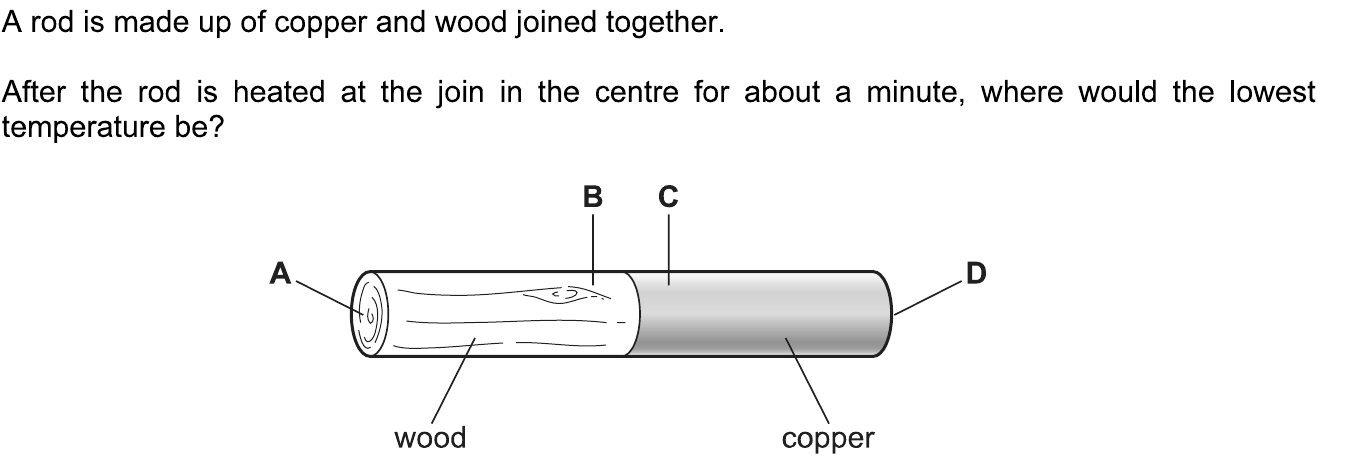 A rod is made up of copper and wood joined together.
After the rod is heated at the join in the centre for about a minute, where would the lowest
temperature be?
B C
A D
wood copper